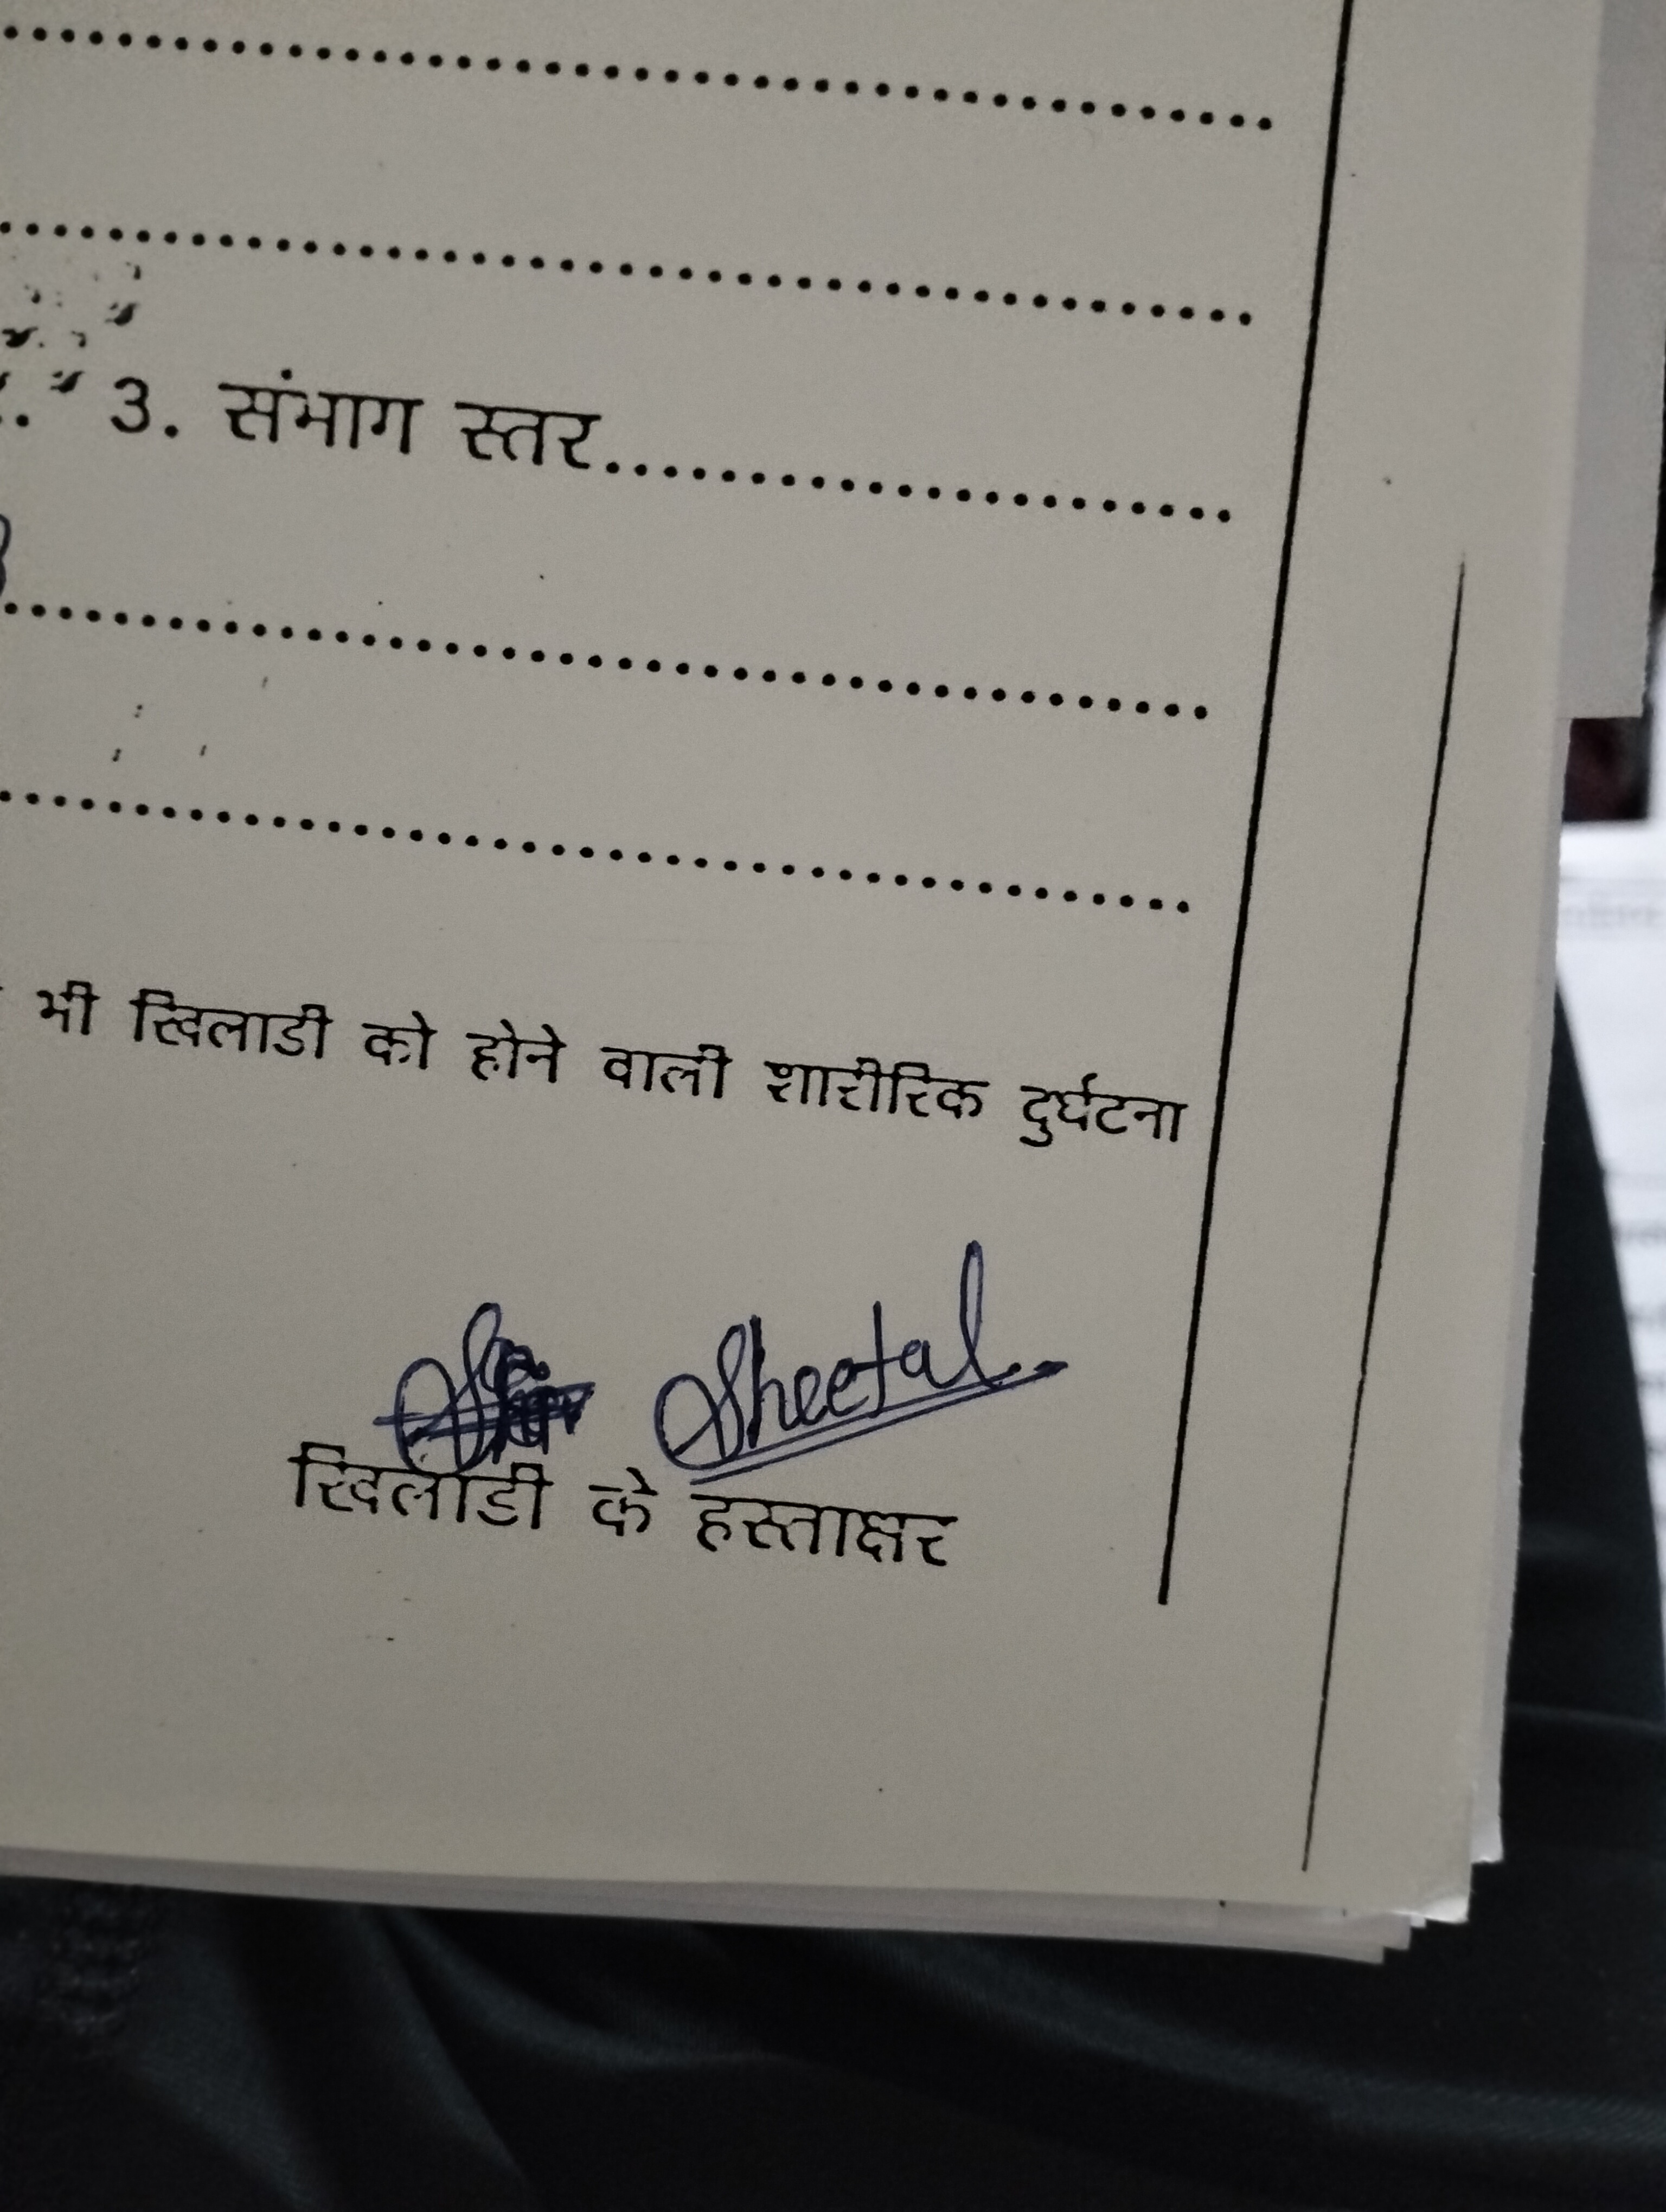 3. संभाग स्तर......................
भी खिलाडी को होने वाली शारीरिक दुर्घटना
Sheetal
खिलाडी के हस्ताक्षर